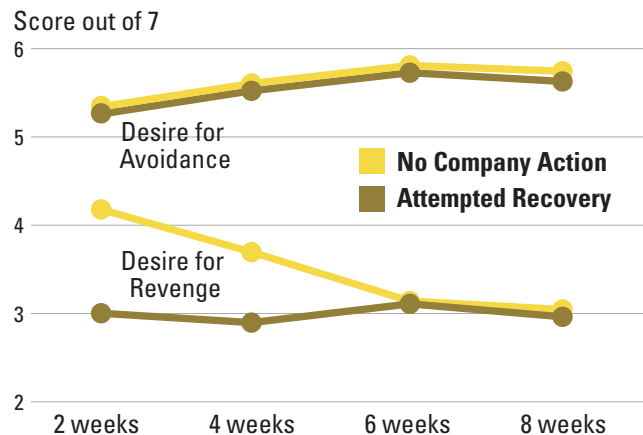 Score out of 7
6
5
4
3
2
Desire for
Avoidance
No Company Action
Attempted Recovery
Desire for
Revenge
2 weeks 4 weeks 6 weeks 8 weeks